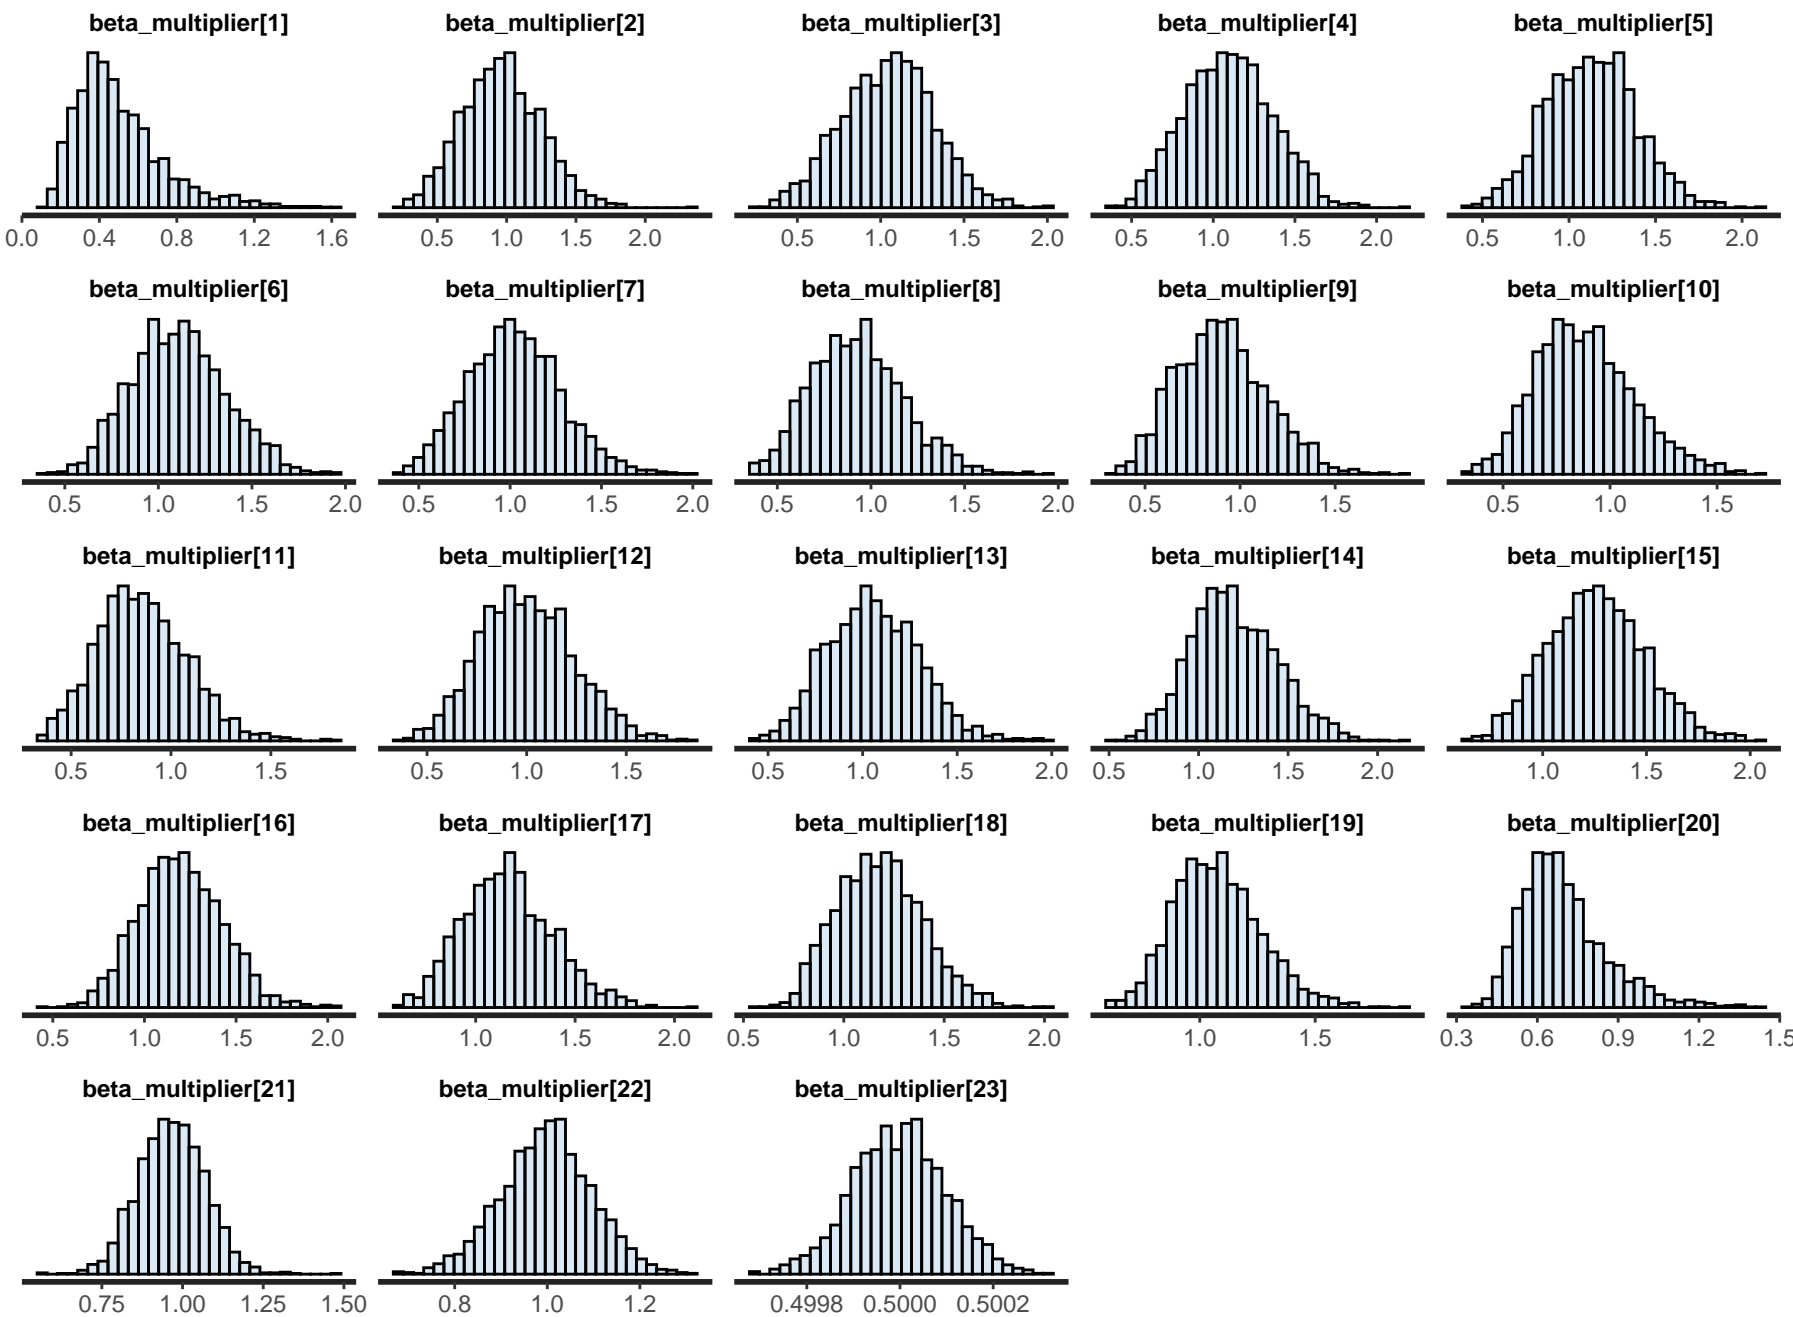 beta_multiplier[1] beta_multiplier[2] beta_multiplier[3] beta_multiplier[4] beta_multiplier[5]
0.0 0.4 0.8 1.2 1.6 0.5 1.0 1.5 2.0 0.5 1.0 1.5 2.0 0.5 1.0 1.5 2.0 0.5 1.0 1.5 2.0
beta_multiplier[6] beta_multiplier[7] beta_multiplier[8] beta_multiplier[9] beta_multiplier[10]
0.5 1.0 1.5 2.0 0.5 1.0 1.5 2.0 0.5 1.0 1.5 2.0 0.5 1.0 1.5 0.5 1.0 1.5
beta_multiplier[11] beta_multiplier[12] beta_multiplier[13] beta_multiplier[14] beta_multiplier[15]
0.5 1.0 1.5 0.5 1.0 1.5 0.5 1.0 1.5 2.0 0.5 1.0 1.5 2.0 1.0 1.5 2.0
beta_multiplier[16] beta_multiplier[17] beta_multiplier[18] beta_multiplier[19] beta_multiplier[20]
0.5 1.0 1.5 2.0 1.0 1.5 2.0 0.5 1.0 1.5 2.0 1.0 1.5 0.3 0.6 0.9 1.2 1.5
beta_multiplier[21] beta_multiplier[22] beta_multiplier[23]
0.75 1.00 1.25 1.50 0.8 1.0 1.2 0.4998 0.5000 0.5002